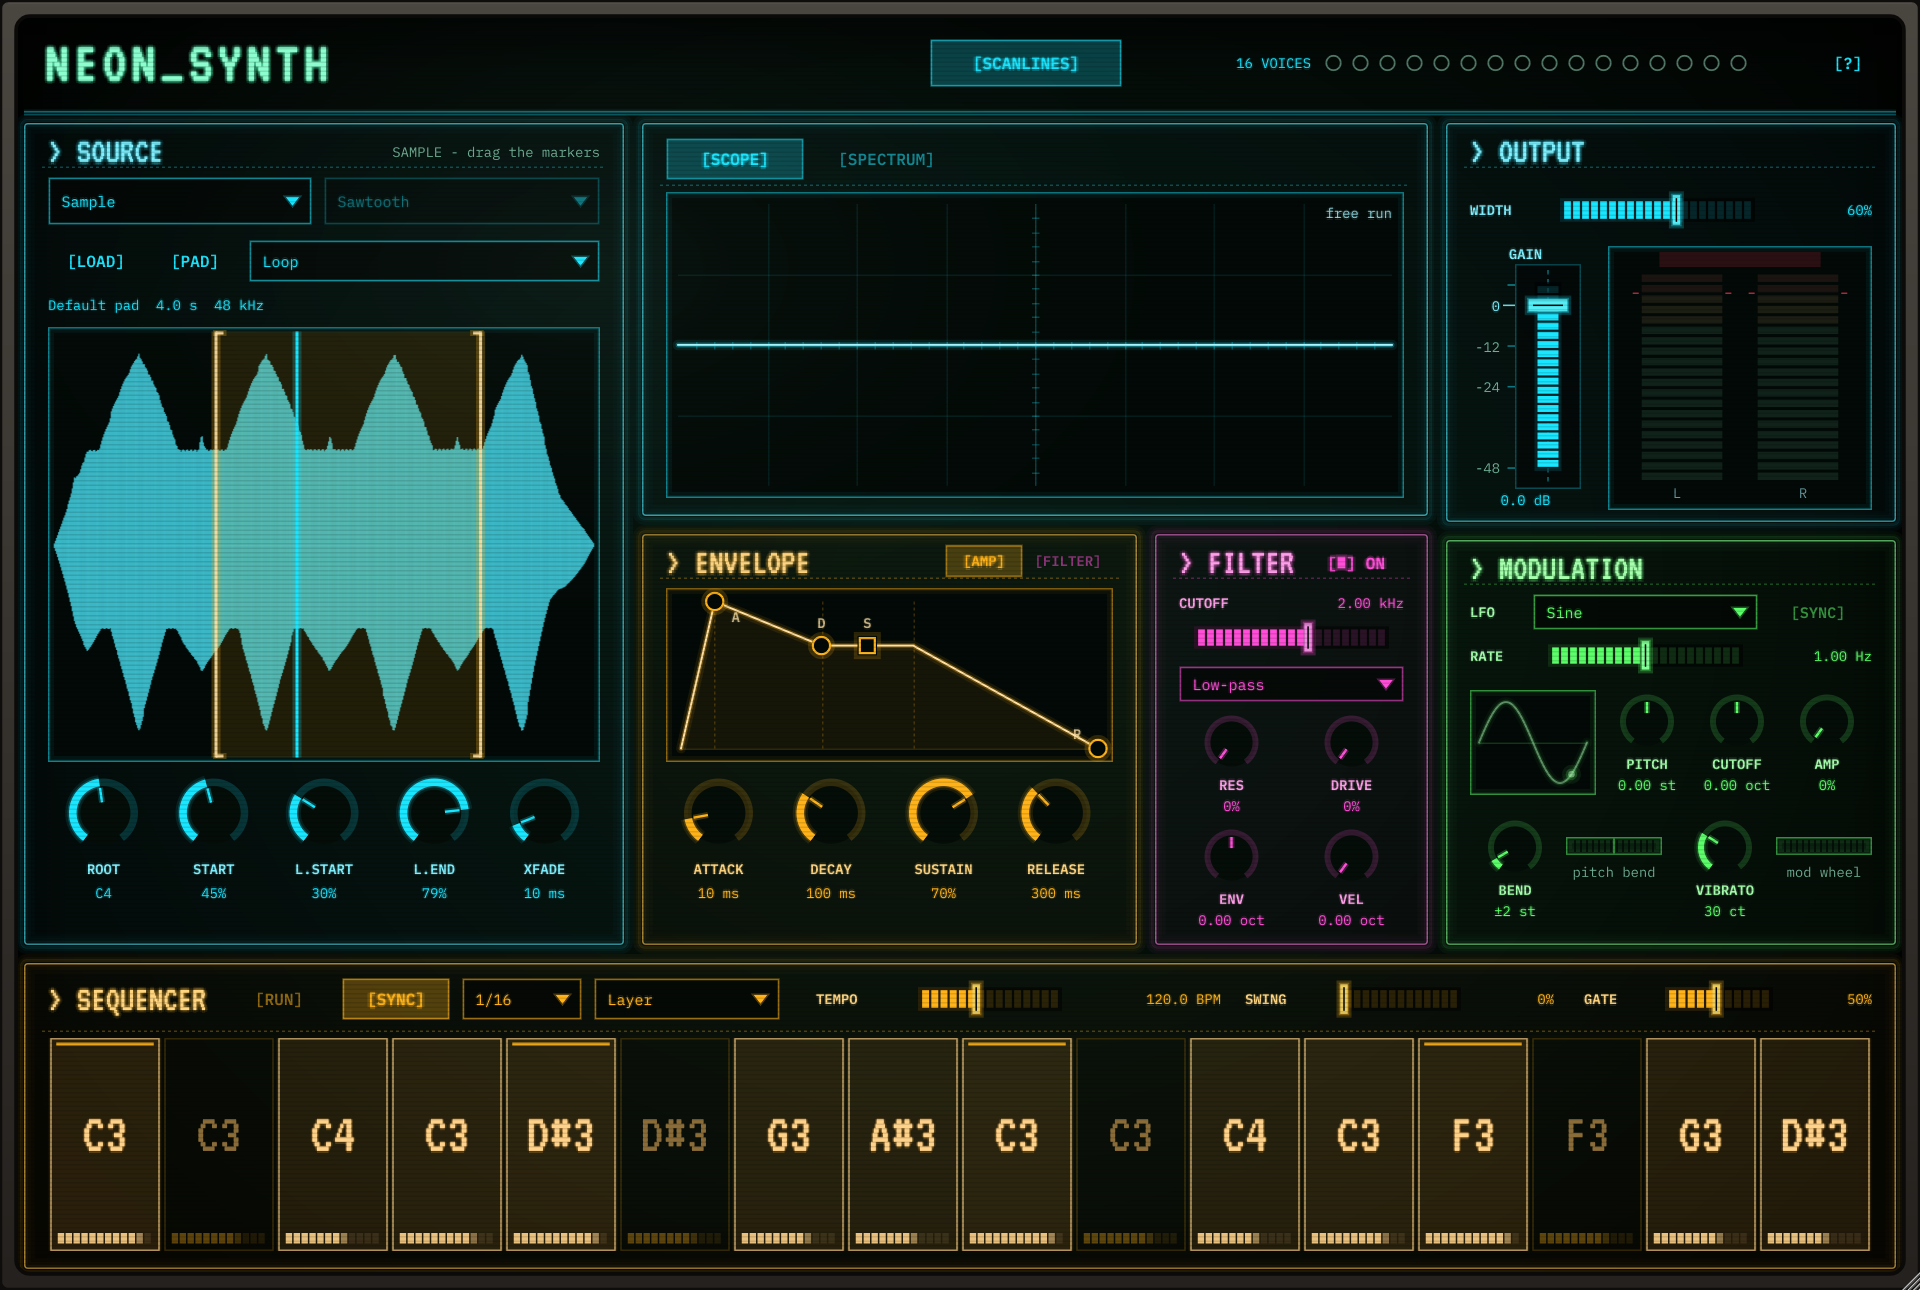 NEON_SYNTH
[SCANLINES]
16 VOICES
[?]
❯ SOURCE
SAMPLE - drag the markers
Sample
Sawtooth
[LOAD]
[PAD]
Loop
Default pad 4.0 s 48 kHz
ROOT
START
L.START
L.END
XFADE
C4
45%
30%
79%
10 ms
[SCOPE]
[SPECTRUM]
free run
❯ OUTPUT
WIDTH
60%
GAIN
0
-12
-24
-48
0.0 dB
L
R
❯ ENVELOPE
[AMP]
[FILTER]
A
D
S
R
ATTACK
DECAY
SUSTAIN
RELEASE
10 ms
100 ms
70%
300 ms
❯ FILTER
[■] ON
CUTOFF
2.00 kHz
Low-pass
RES
DRIVE
0%
0%
ENV
VEL
0.00 oct
0.00 oct
❯ MODULATION
LFO
Sine
[SYNC]
RATE
1.00 Hz
PITCH
CUTOFF
AMP
0.00 st
0.00 oct
0%
pitch bend
mod wheel
BEND
VIBRATO
±2 st
30 ct
❯ SEQUENCER
[RUN]
[SYNC]
1/16
Layer
TEMPO
120.0 BPM
SWING
0%
GATE
50%
C3
C3
C4
C3
D#3
D#3
G3
A#3
C3
C3
C4
C3
F3
F3
G3
D#3